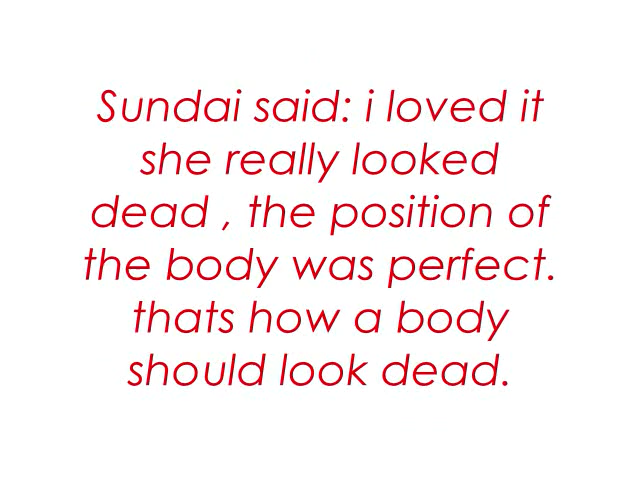 Sundai said: i loved it
she really looked
dead , the position of
the body was perfect.
thats how a body
should look dead.